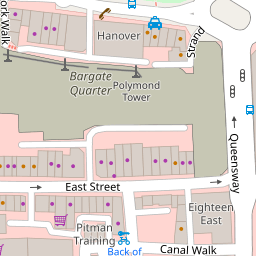 Hanover
Strand
ork Walk
Bargate
Quarter
Polymond
Tower
Queensway
East Street
Eighteen
East
Pitman
Training
Back of
Canal Walk